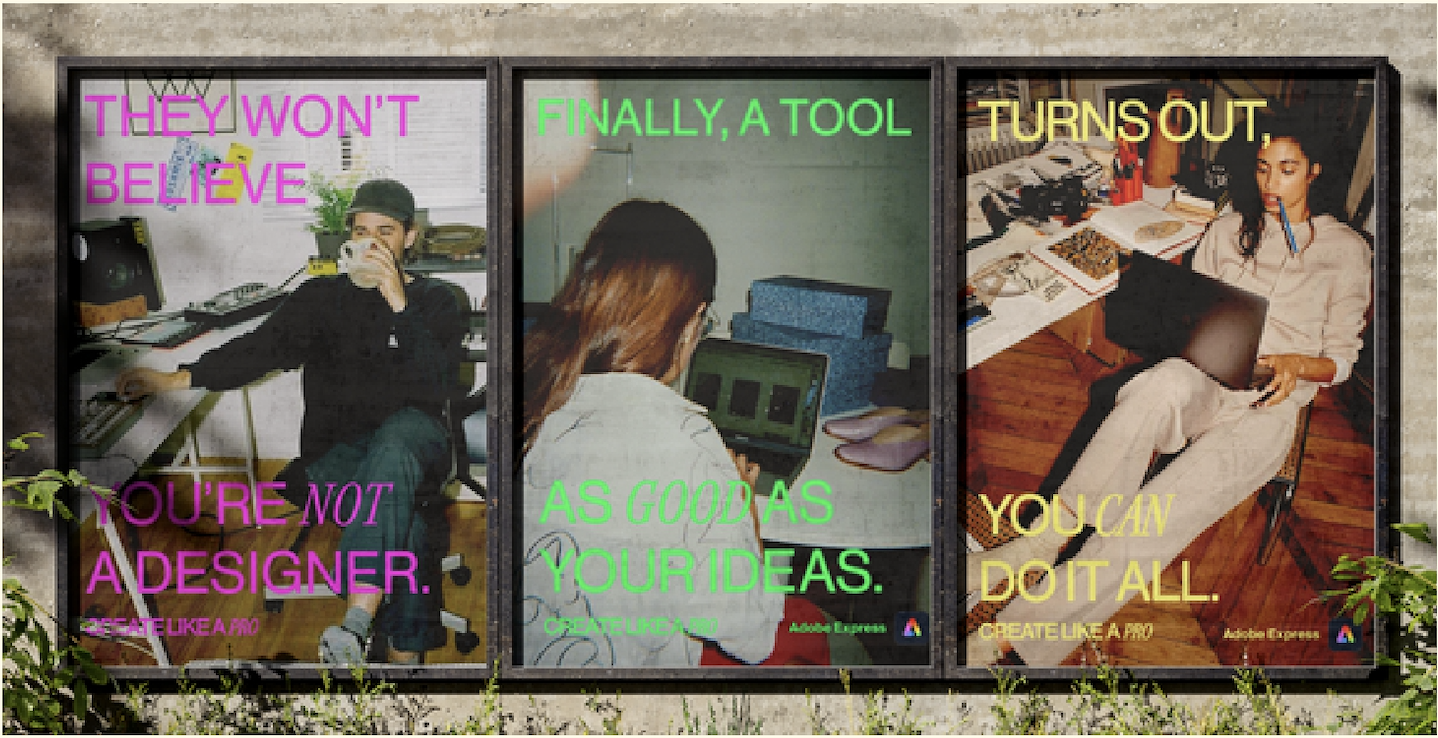 THEY WON'T
BELIEVE
YOU'RE NOT
A DESIGNER.
CREATE LIKE A PRO
FINALLY, A TOOL
AS GOOD AS
YOUR IDEAS.
CREATE LIKE A PRO
Adobe Express
TURNS OUT,
YOU CAN
DO IT ALL.
CREATE LIKE A PRO
Adobe Express